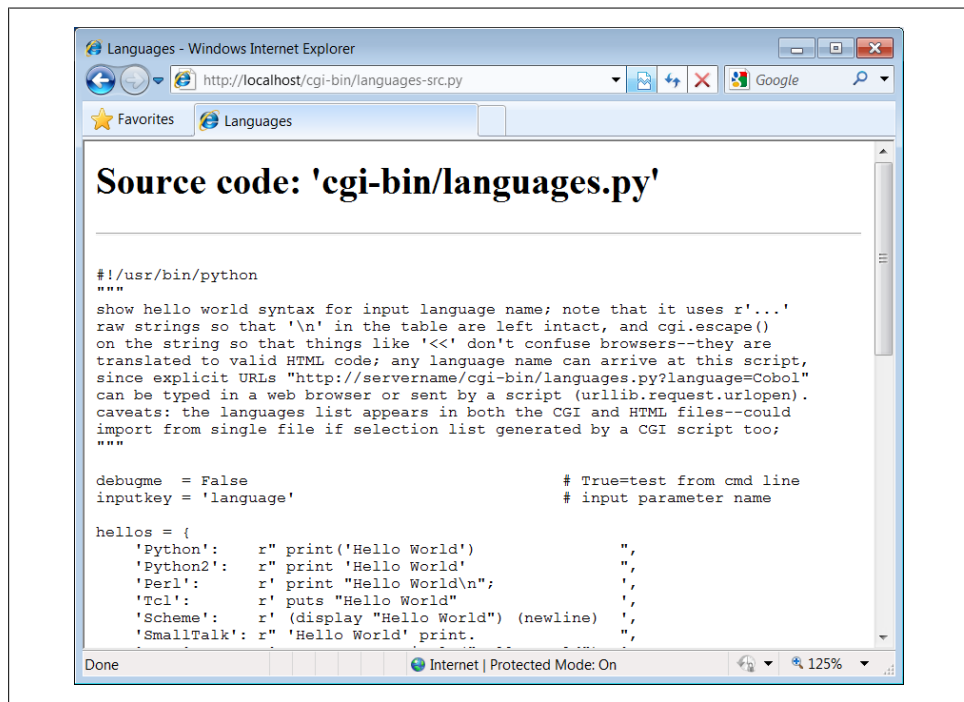 Languages - Windows Internet Explorer
http://localhost/cgi-bin/languages-src.py
Google
Favorites
Languages
Source code: 'cgi-bin/languages.py'
#!/usr/bin/python
"""
show hello world syntax for input language name; note that it uses r'...'
raw strings so that '\n' in the table are left intact, and cgi.escape()
on the string so that things like '<<' don't confuse browsers--they are
translated to valid HTML code; any language name can arrive at this script,
since explicit URLs "http://servername/cgi-bin/languages.py?language=Cobol"
can be typed in a web browser or sent by a script (urllib.request.urlopen).
caveats: the languages list appears in both the CGI and HTML files--could
import from single file if selection list generated by a CGI script too;
"""
debugme  = False                                 # True=test from cmd line
inputkey = 'language'                            # input parameter name
hellos = {
    'Python':    r" print('Hello World')               ",
    'Python2':   r" print 'Hello World'                ",
    'Perl':      r' print "Hello World\n";             ',
    'Tcl':       r' puts "Hello World"                 ',
    'Scheme':    r' (display "Hello World") (newline)  ',
    'SmallTalk': r" 'Hello World' print.               ",
Done
Internet | Protected Mode: On
125%